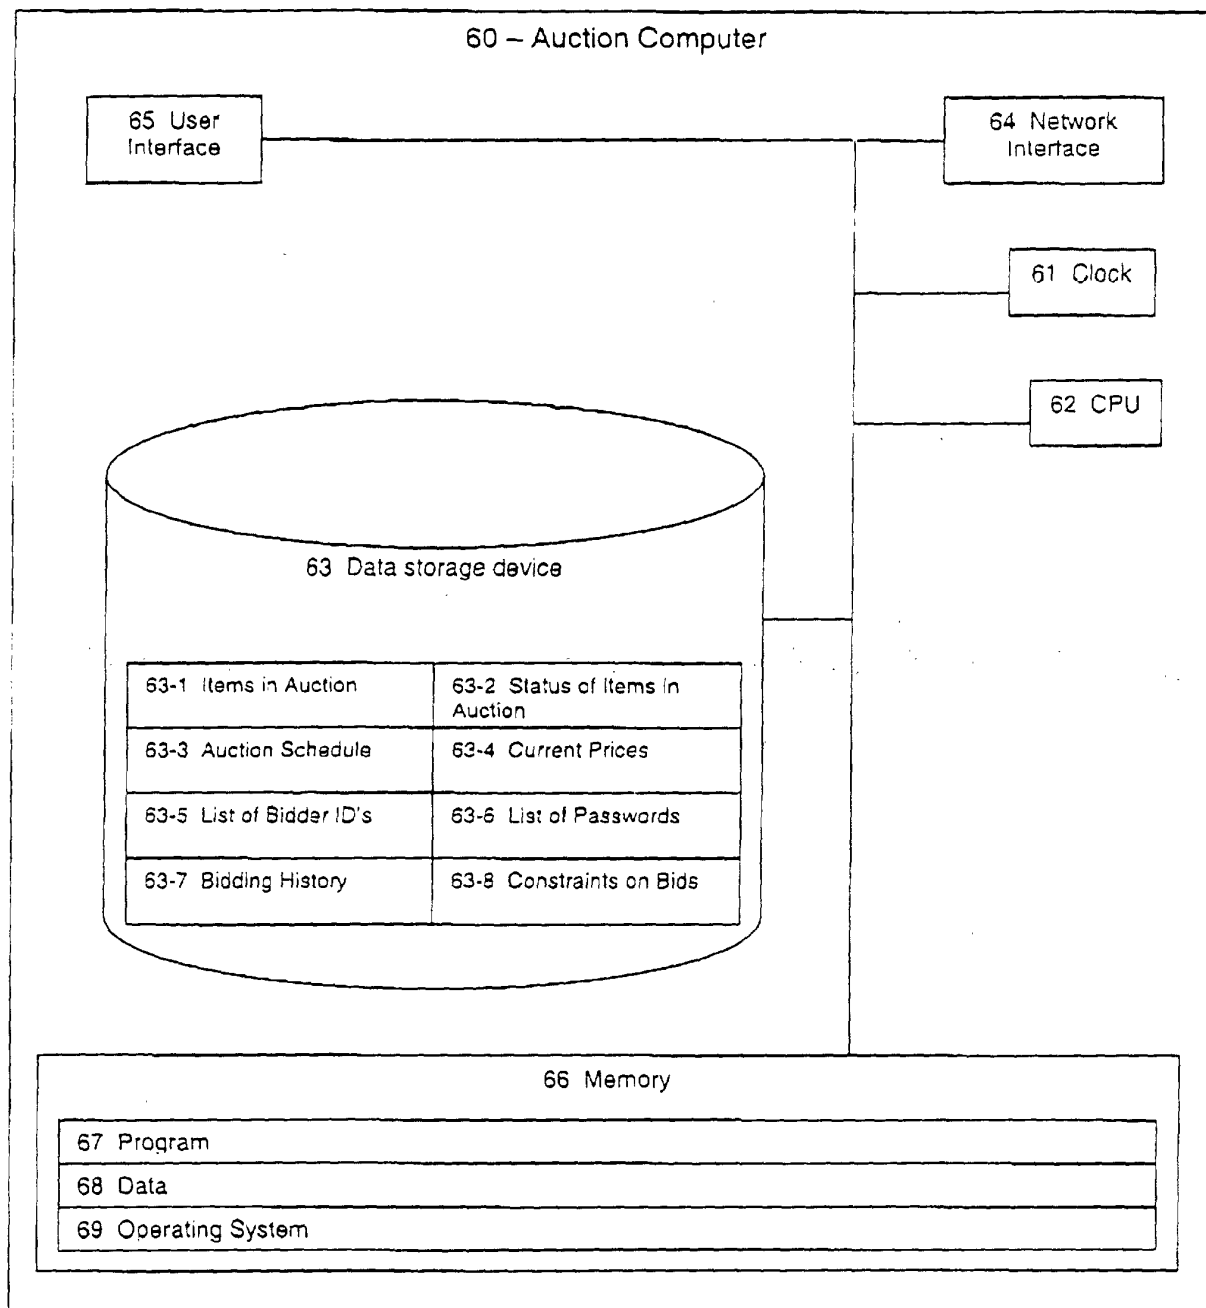 60 – Auction Computer
65 User
Interface
64 Network
Interface
61 Clock
62 CPU
63 Data storage device
63-1 Items in Auction
63-2 Status of Items in
Auction
63-3 Auction Schedule
63-4 Current Prices
63-5 List of Bidder ID's
63-6 List of Passwords
63-7 Bidding History
63-8 Constraints on Bids
66 Memory
67 Program
68 Data
69 Operating System